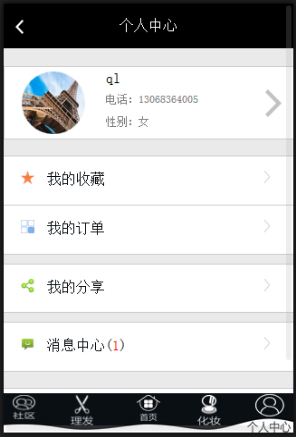 个人中心
ql
电话：13068364005
性别：女
我的收藏
我的订单
我的分享
消息中心(1)
社区 理发 首页 化妆 个人中心